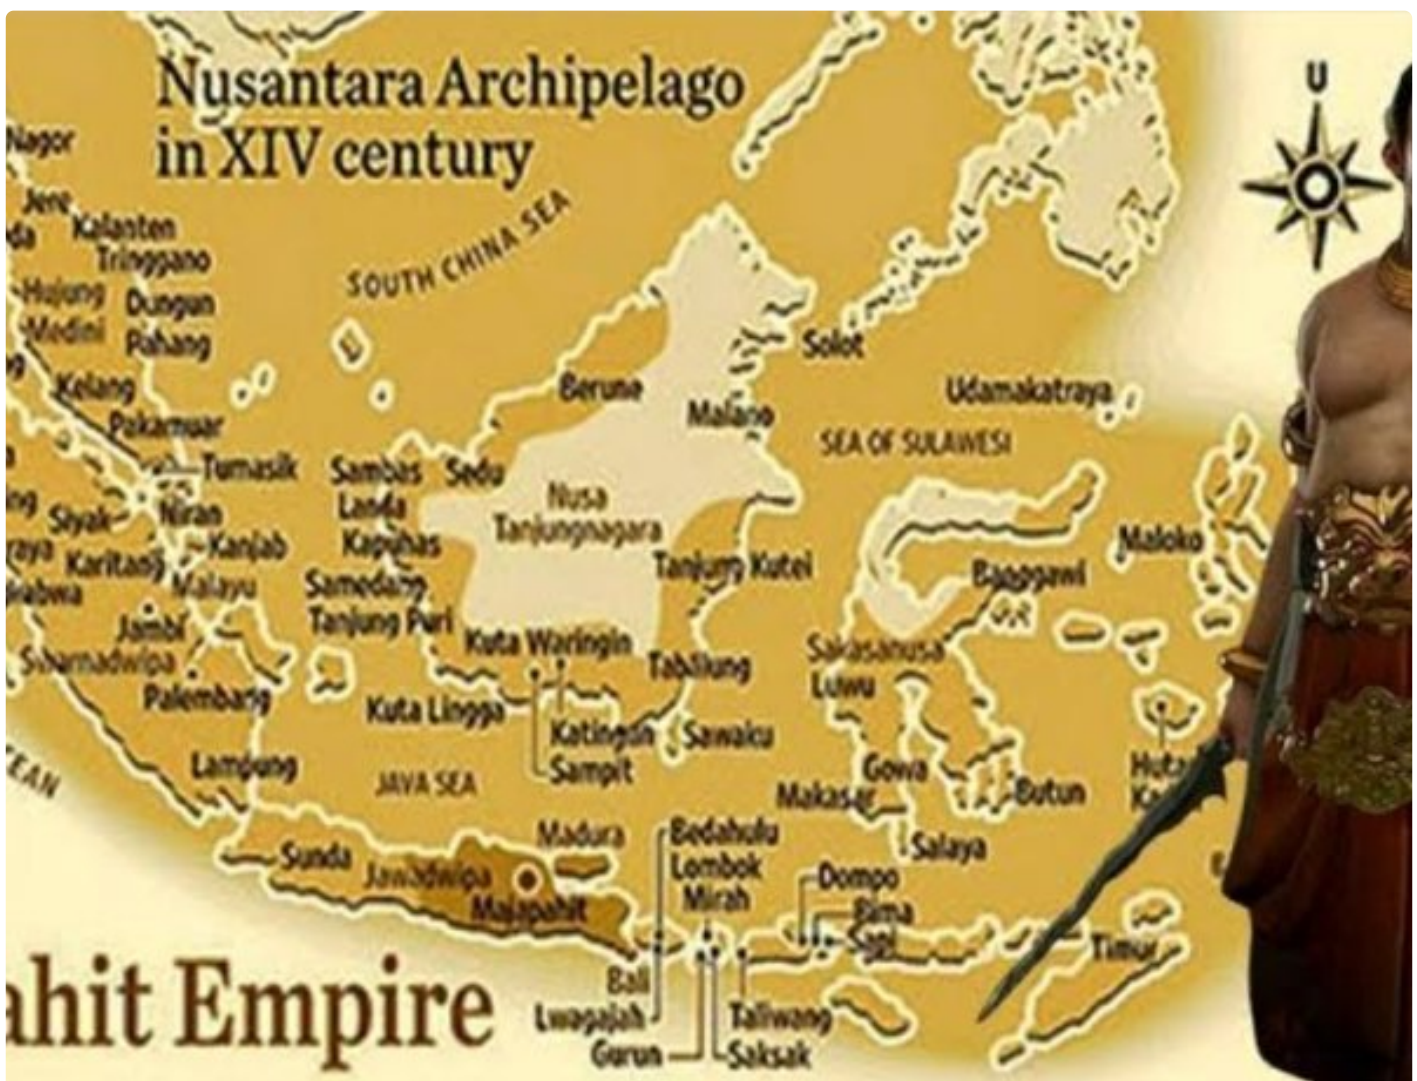 Nusantara Archipelago
in XIV century
U
Nagor
Jere
Kalanten
Tringgano
Hujung
Medini
Dungun
Pahang
Kelang
Pakamuar
Tumasik
SOUTH CHINA SEA
Solot
Berune
Malano
Udamakatraya
SEA OF SULAWESI
Sambas
Sedu
Landa
Kapuhas
Nusa
Tanjungnagara
Siyak
Kanjab
Karitang
Malayu
Samedang
Tanjung Puri
Tanjung Kutei
Banggawi
Maloko
Jambi
Swarnadwipa
Palembang
Kuta Waringin
Tabalung
Sakasanusa
Luwu
Kuta Lingga
Katingan
Sampit
Sawaku
Lampung
JAVA SEA
Gowa
Makasar
Butun
Salaya
Sunda
Jawadwipa
Madura
Majapahit
Bedahulu
Lombok
Mirah
Dompo
Bima
Timur
Bali
Lwagajah
Gurun
Taliwang
Saksak
ahit Empire